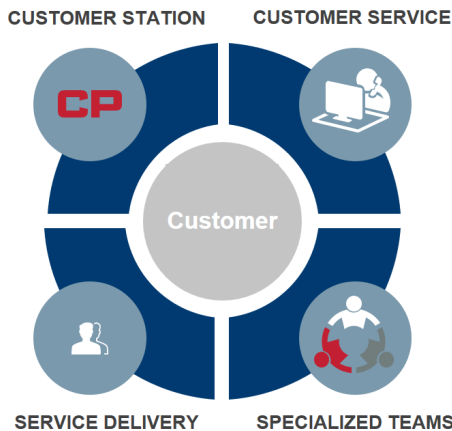 CUSTOMER STATION
CUSTOMER SERVICE
CP
Customer
SERVICE DELIVERY
SPECIALIZED TEAMS